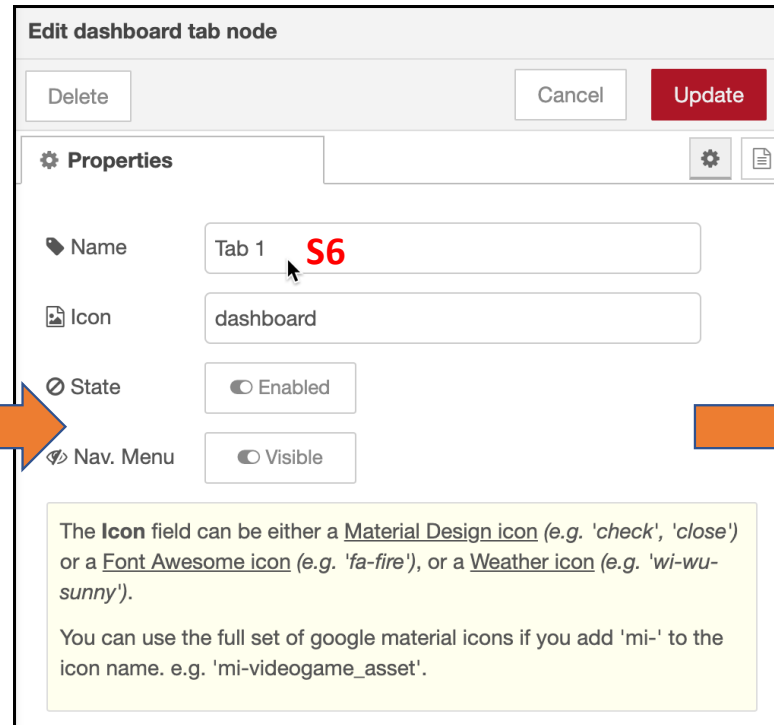 Edit dashboard tab node
Delete Cancel Update
Properties
Name Tab 1 S6
Icon dashboard
State Enabled
Nav. Menu Visible
The Icon field can be either a Material Design icon (e.g. 'check', 'close')
or a Font Awesome icon (e.g. 'fa-fire'), or a Weather icon (e.g. 'wi-wu-
sunny').
You can use the full set of google material icons if you add 'mi-' to the
icon name. e.g. 'mi-videogame_asset'.